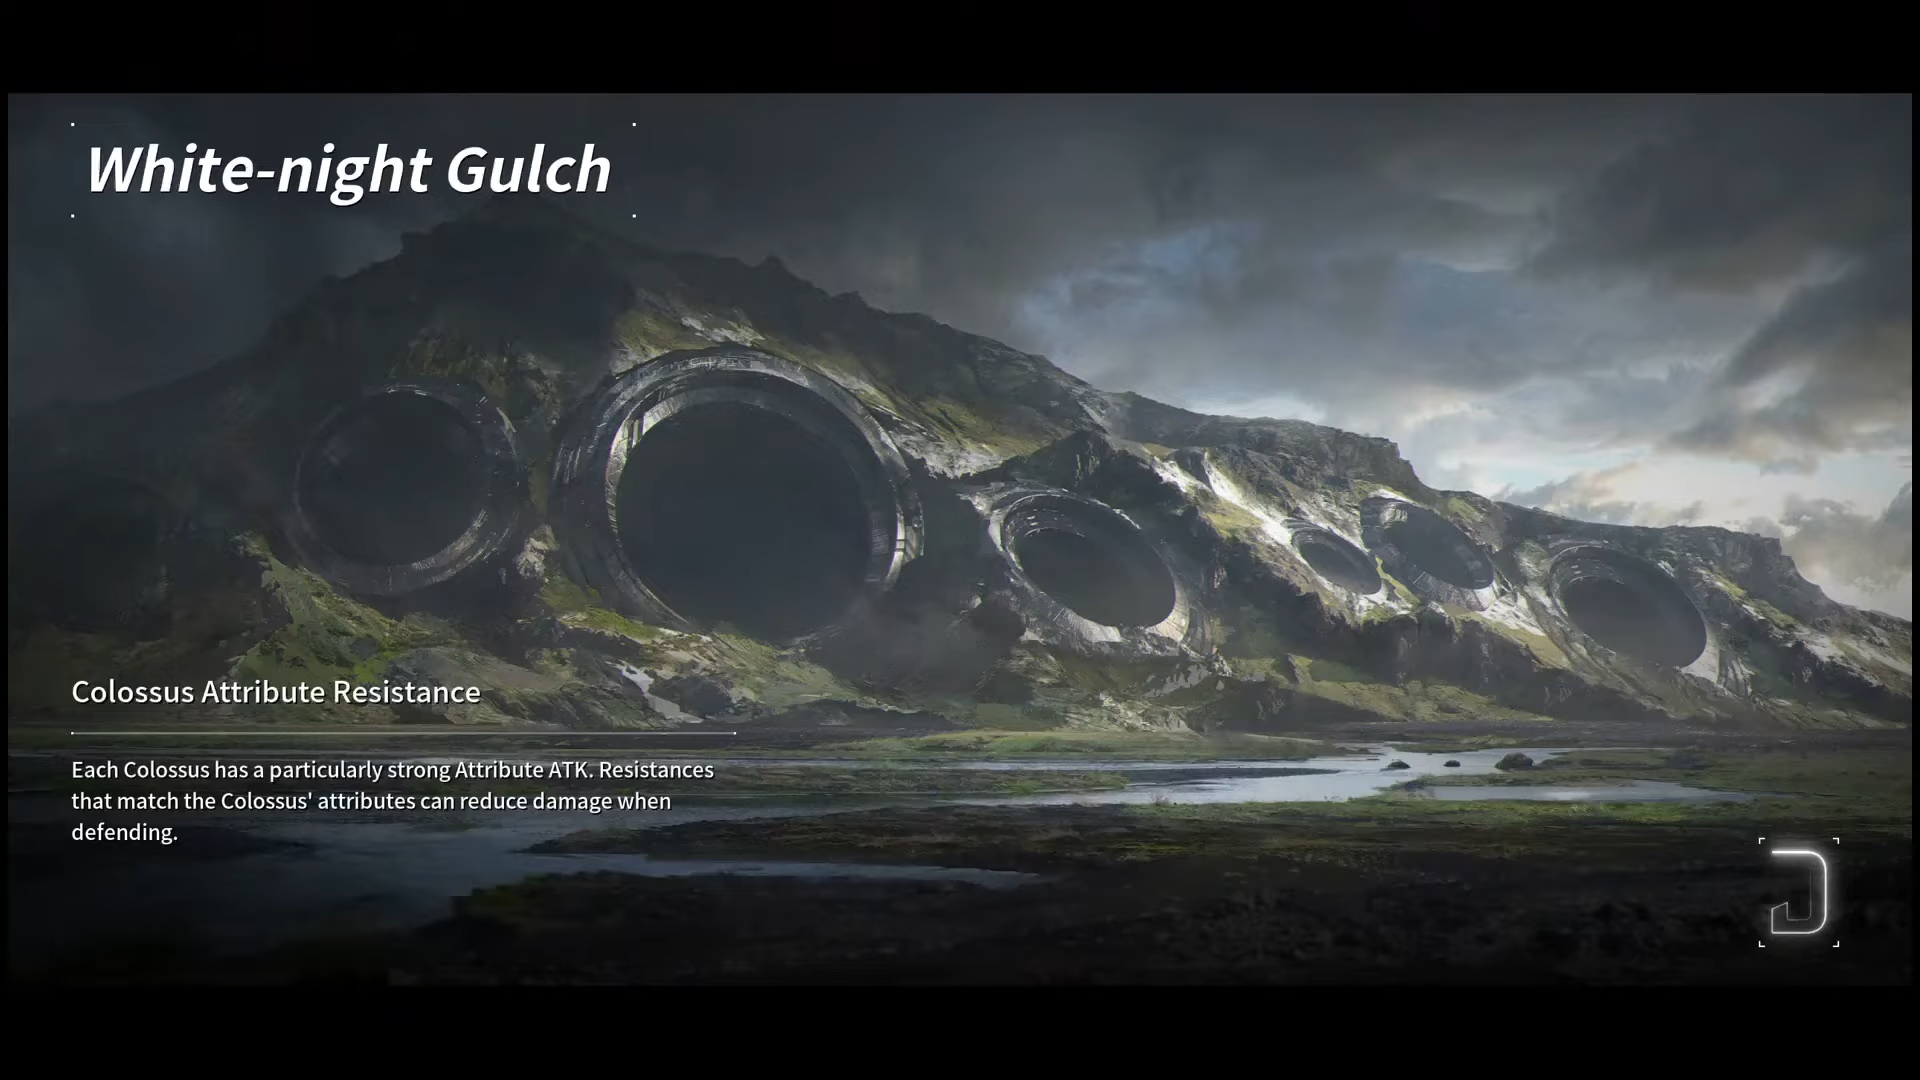 White-night Gulch
Colossus Attribute Resistance
Each Colossus has a particularly strong Attribute ATK. Resistances
that match the Colossus' attributes can reduce damage when
defending.